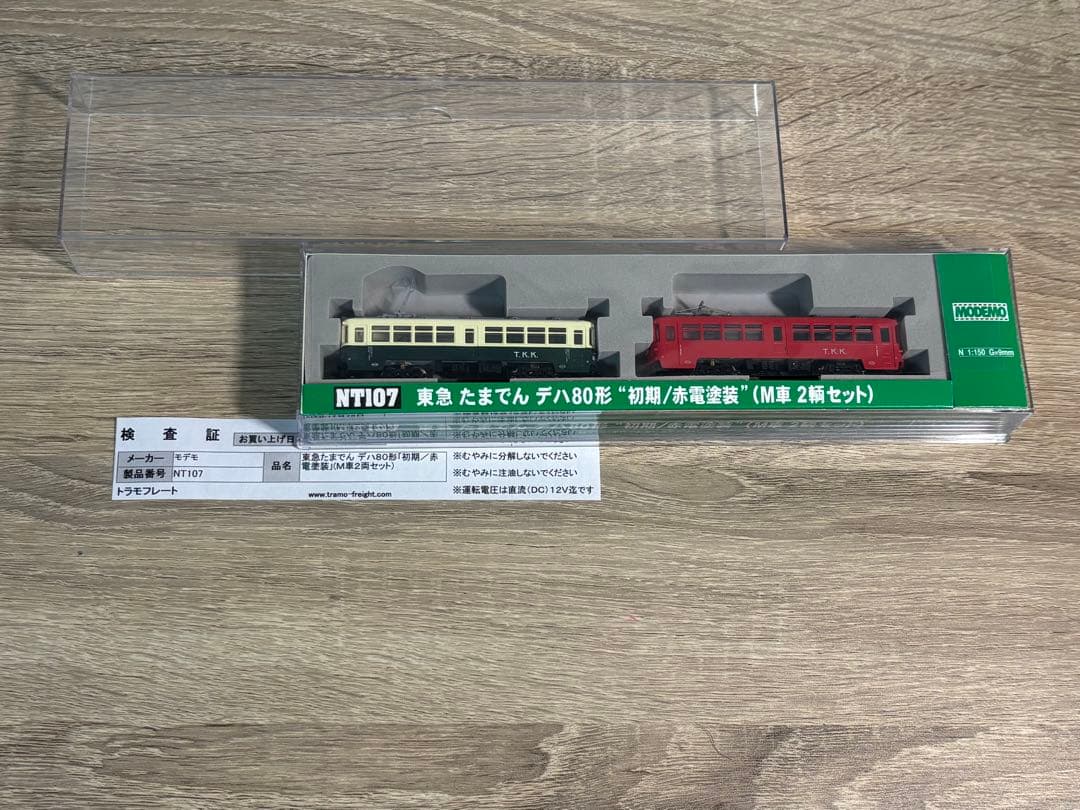 T.K.K.
T.K.K.
MODEMO
N 1:150 G=9mm
NT107 東急 たまでん デハ80形 “初期/赤電塗装”(M車 2輌セット)
検 査 証
お買い上げ日
メーカー モデモ
製品番号 NT107
品名 東急たまでん デハ80形「初期/赤
電塗装」(M車2両セット)
トラモフレート
www.tramo-freight.com
※むやみに分解しないでください
※むやみに注油しないでください
※運転電圧は直流(DC)12V迄です